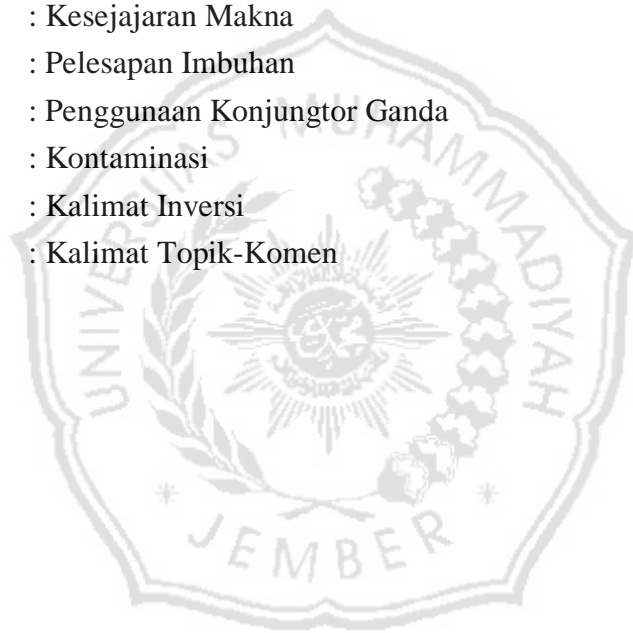 : Kesejajaran Makna
: Pelesapan Imbuhan
: Penggunaan Konjungtor Ganda
: Kontaminasi
: Kalimat Inversi
: Kalimat Topik-Komen
UNIVERSITAS MUHAMMADIYAH
* JEMBER *